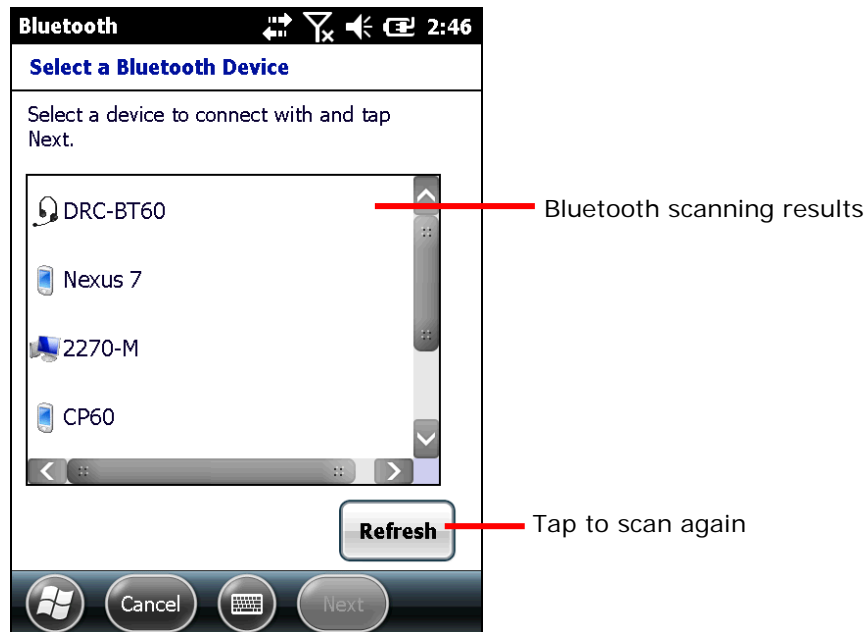 Bluetooth 2:46
Select a Bluetooth Device
Select a device to connect with and tap
Next.
DRC-BT60
Bluetooth scanning results
Nexus 7
2270-M
CP60
Refresh
Tap to scan again
Cancel
Next